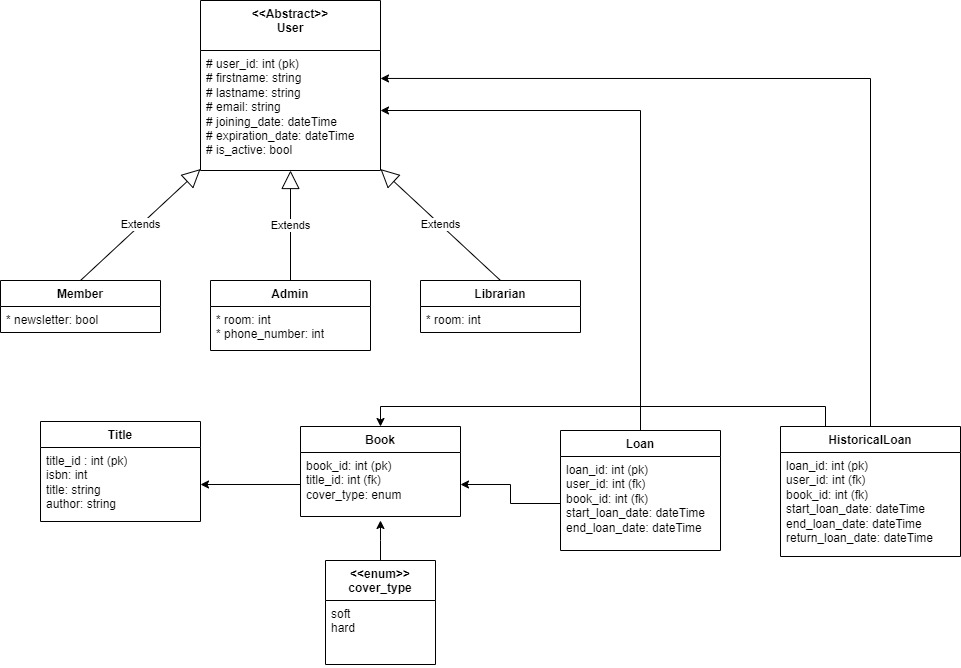 <<Abstract>>
User
# user_id: int (pk)
# firstname: string
# lastname: string
# email: string
# joining_date: dateTime
# expiration_date: dateTime
# is_active: bool
Extends
Extends
Extends
Member
* newsletter: bool
Admin
* room: int
* phone_number: int
Librarian
* room: int
Title
title_id : int (pk)
isbn: int
title: string
author: string
Book
book_id: int (pk)
title_id: int (fk)
cover_type: enum
Loan
loan_id: int (pk)
user_id: int (fk)
book_id: int (fk)
start_loan_date: dateTime
end_loan_date: dateTime
HistoricalLoan
loan_id: int (pk)
user_id: int (fk)
book_id: int (fk)
start_loan_date: dateTime
end_loan_date: dateTime
return_loan_date: dateTime
<<enum>>
cover_type
soft
hard